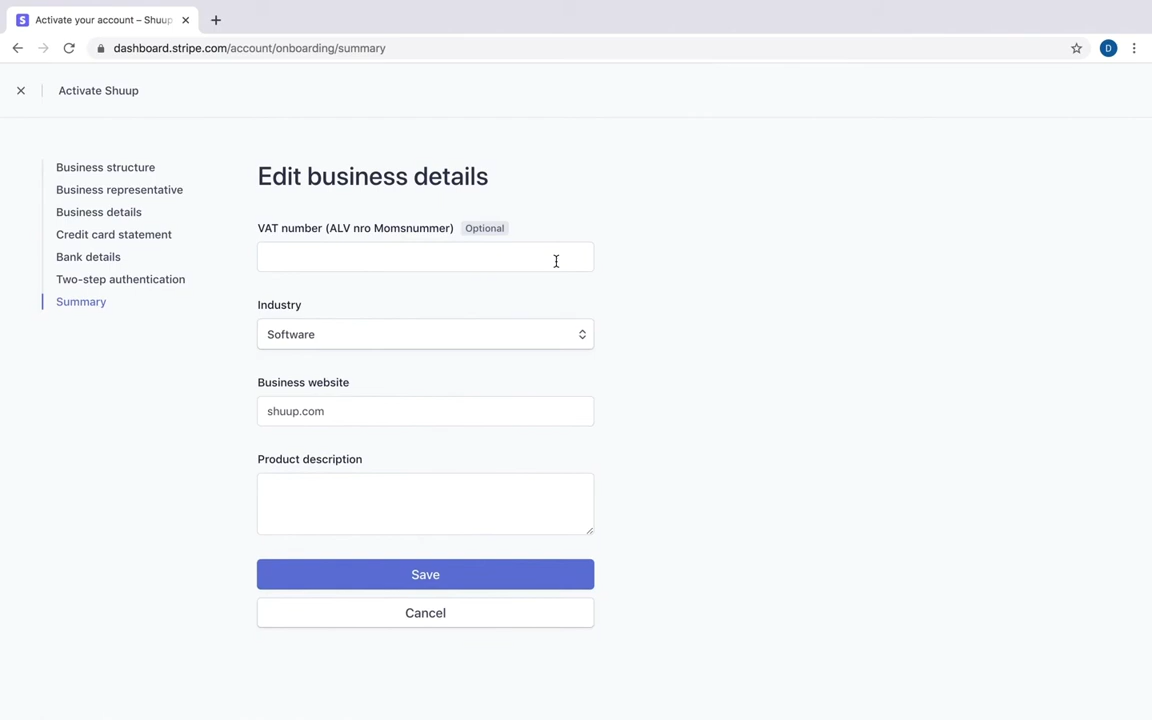 Activate your account – Shuup
dashboard.stripe.com/account/onboarding/summary
D
Activate Shuup
Business structure
Business representative
Business details
Credit card statement
Bank details
Two-step authentication
Summary
Edit business details
VAT number (ALV nro Momsnummer) Optional
Industry
Software
Business website
shuup.com
Product description
Save
Cancel